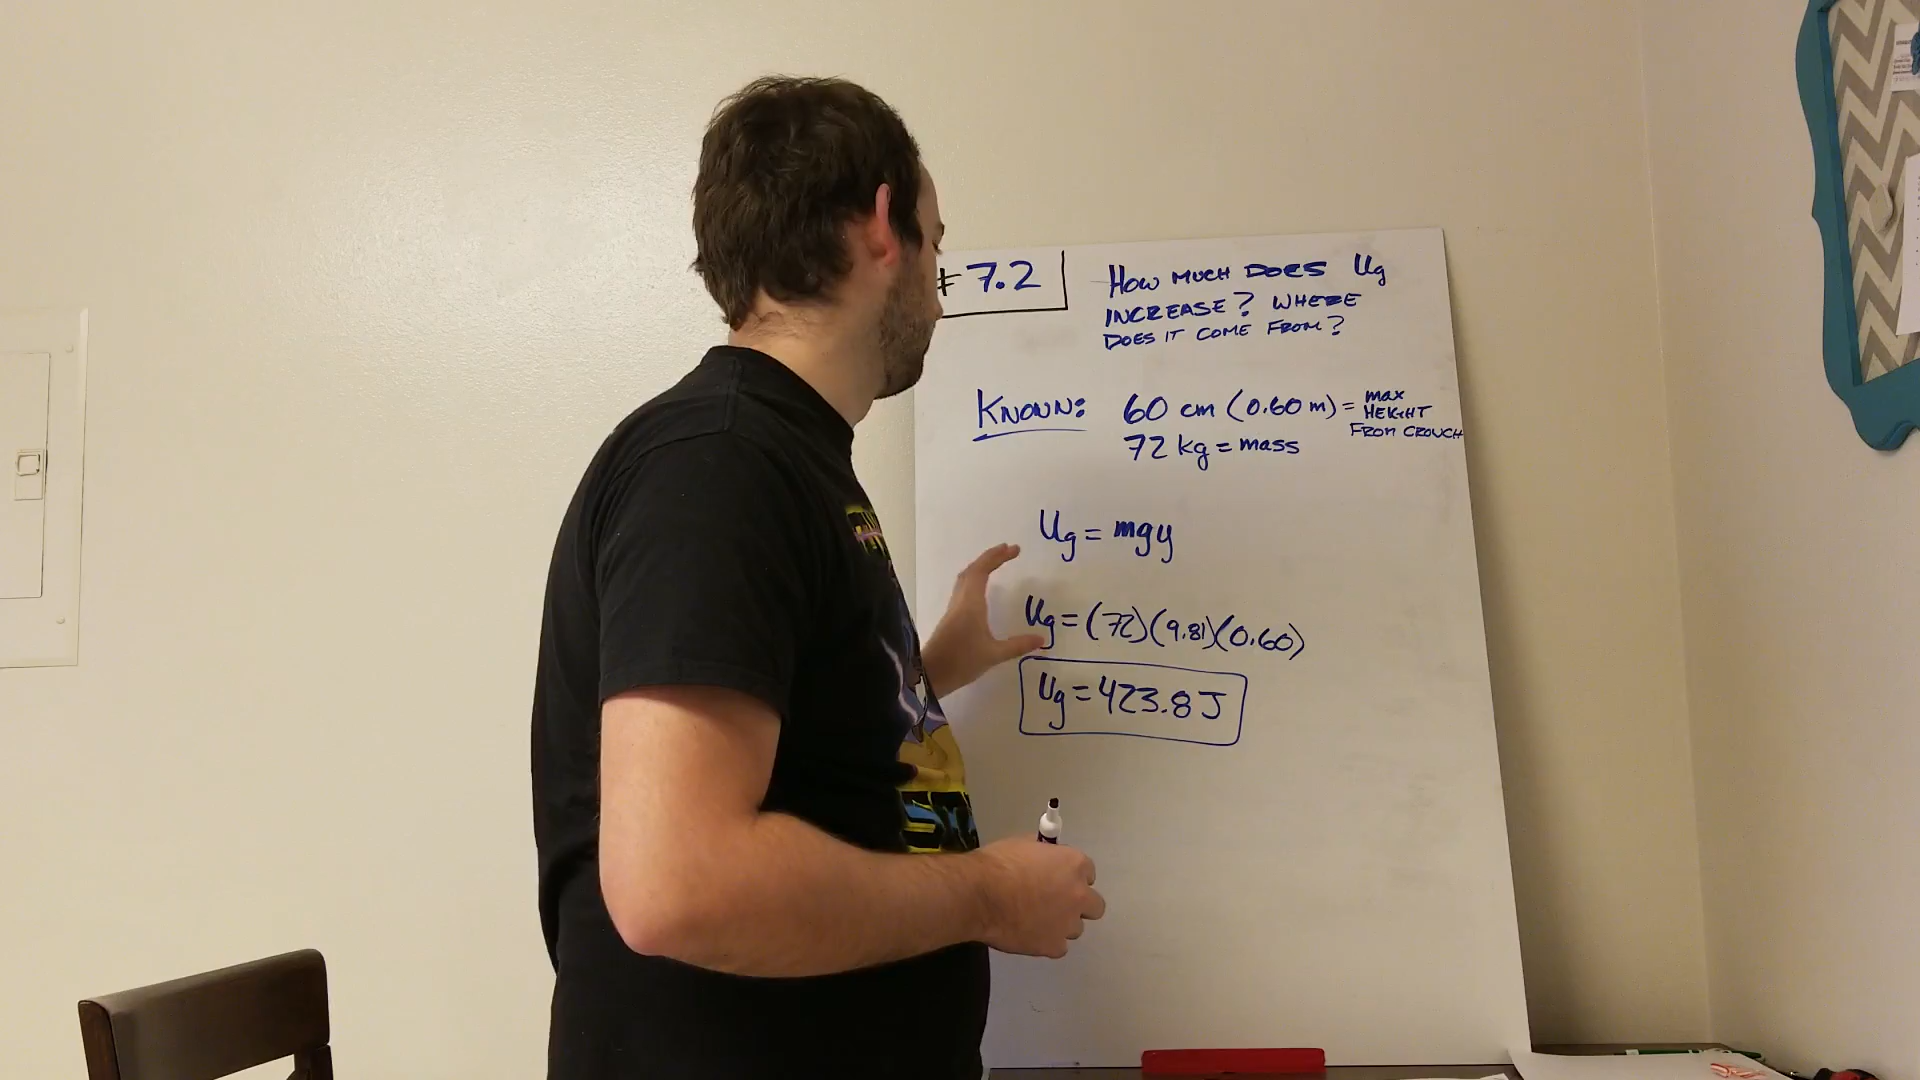 # 7.2
HOW MUCH DOES Ug
INCREASE? WHERE
DOES IT COME FROM?
KNOWN: 60 cm (0.60 m) = max HEIGHT FROM CROUCH
72 kg = mass
Ug = mgy
Ug = (72)(9.81)(0.60)
Ug = 423.8 J